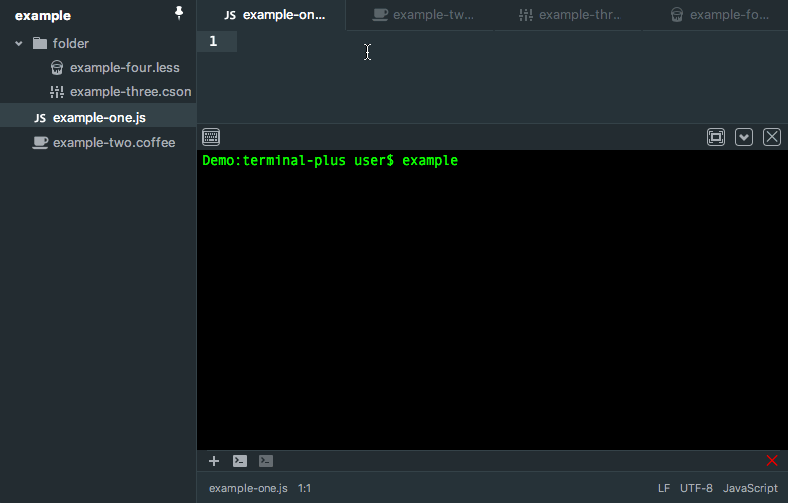 example
folder
example-four.less
example-three.cson
JS example-one.js
example-two.coffee
JS example-on...
example-tw...
example-thr..
example-fo...
1
Demo:terminal-plus user$ example
example-one.js 1:1
LF UTF-8 JavaScript